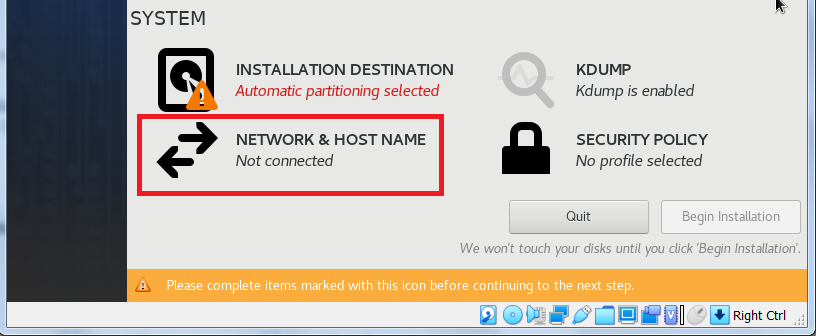 SYSTEM
INSTALLATION DESTINATION
Automatic partitioning selected
KDUMP
Kdump is enabled
NETWORK & HOST NAME
Not connected
SECURITY POLICY
No profile selected
Quit
Begin Installation
We won't touch your disks until you click 'Begin Installation'.
Please complete items marked with this icon before continuing to the next step.
Right Ctrl